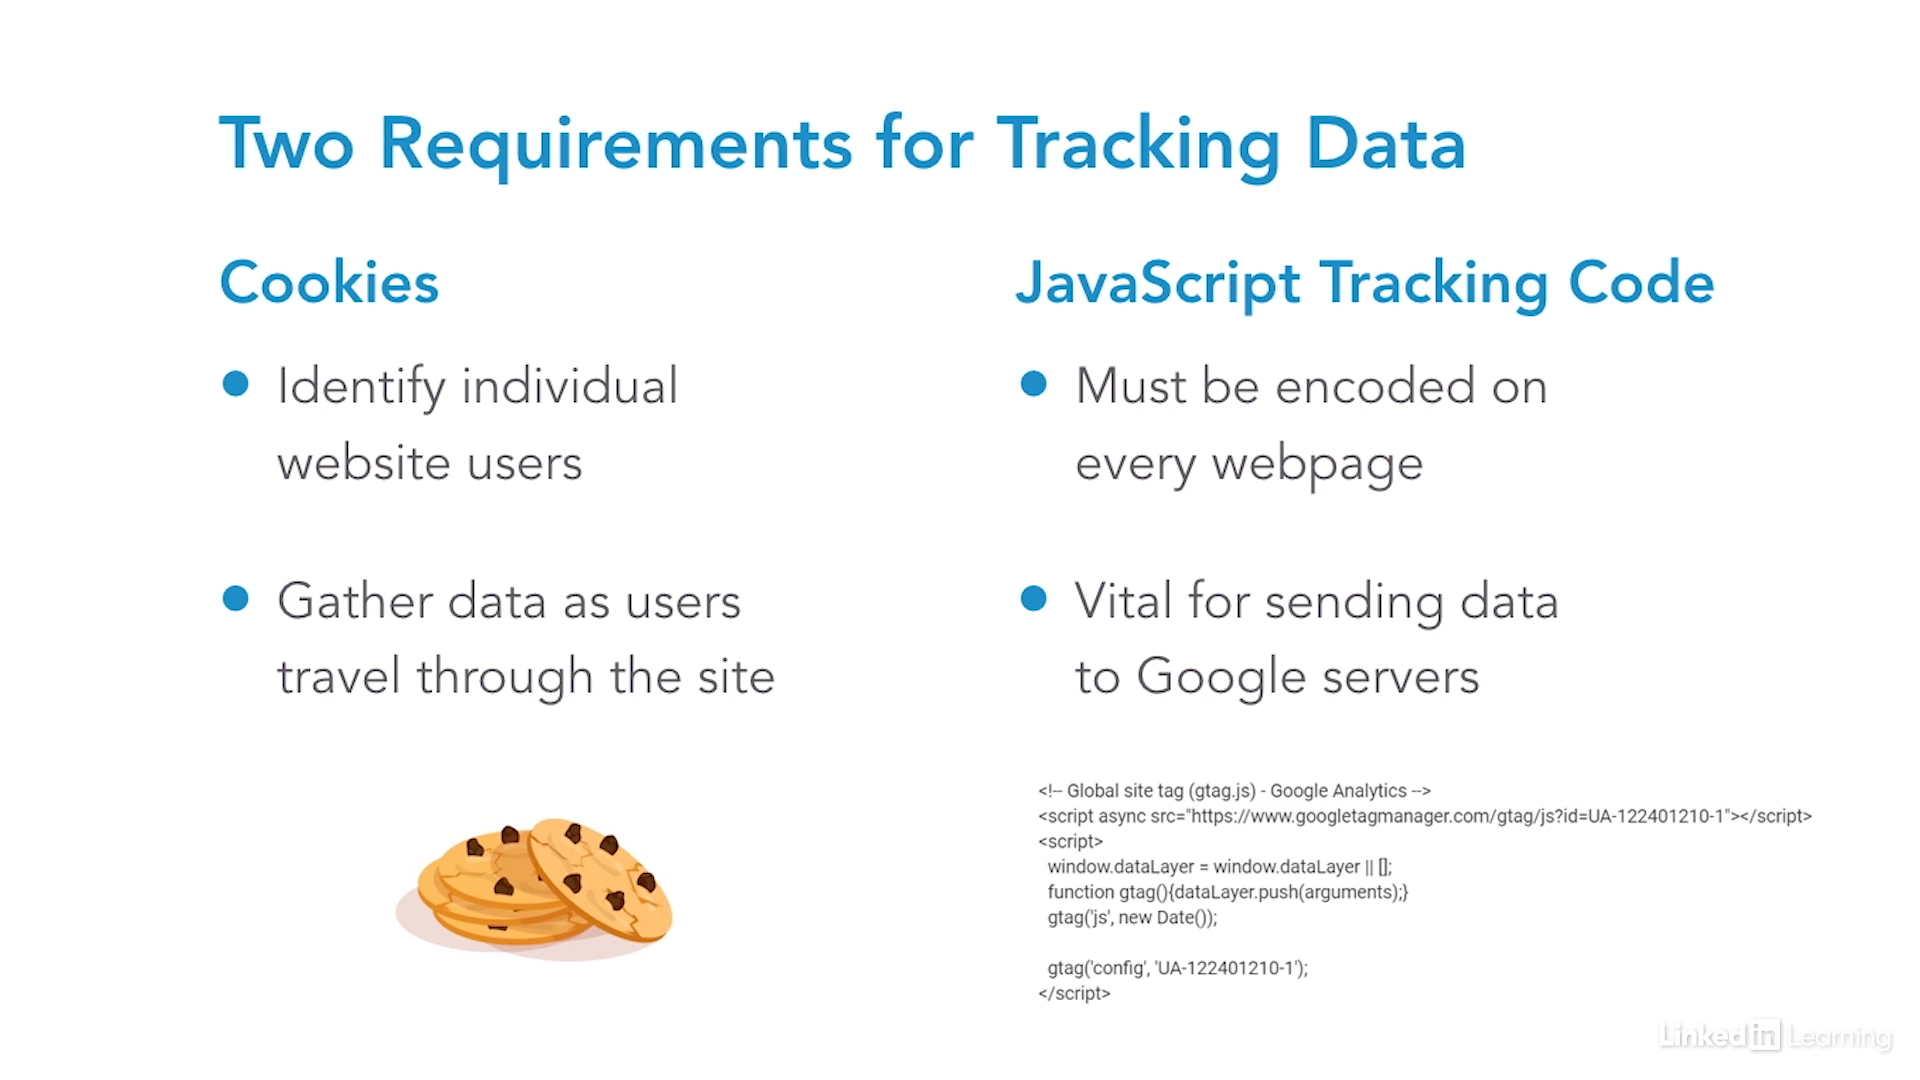 Two Requirements for Tracking Data
Cookies
Identify individual
website users
Gather data as users
travel through the site
JavaScript Tracking Code
Must be encoded on
every webpage
Vital for sending data
to Google servers
<!-- Global site tag (gtag.js) - Google Analytics -->
<script async src="https://www.googletagmanager.com/gtag/js?id=UA-122401210-1"></script>
<script>
  window.dataLayer = window.dataLayer || [];
  function gtag(){dataLayer.push(arguments);}
  gtag('js', new Date());

  gtag('config', 'UA-122401210-1');
</script>
Linked in Learning